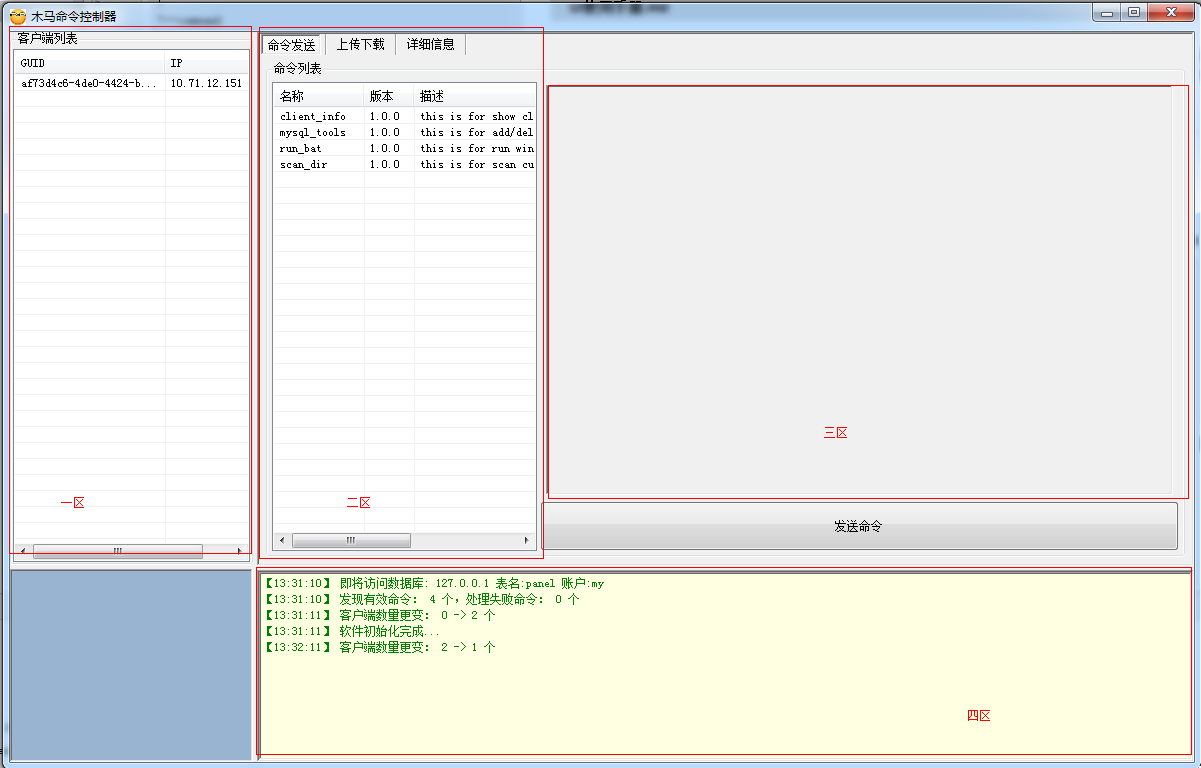 木马命令控制器
客户端列表
GUID IP
af73d4c6-4de0-4424-b... 10.71.12.151
一区
命令发送 上传下载 详细信息
命令列表
名称 版本 描述
client_info 1.0.0 this is for show cl
mysql_tools 1.0.0 this is for add/del
run_bat 1.0.0 this is for run win
scan_dir 1.0.0 this is for scan cu
二区
三区
发送命令
【13:31:10】 即将访问数据库: 127.0.0.1 表名:panel 账户:my
【13:31:10】 发现有效命令: 4 个，处理失败命令: 0 个
【13:31:11】 客户端数量更变: 0 -> 2 个
【13:31:11】 软件初始化完成...
【13:32:11】 客户端数量更变: 2 -> 1 个
四区